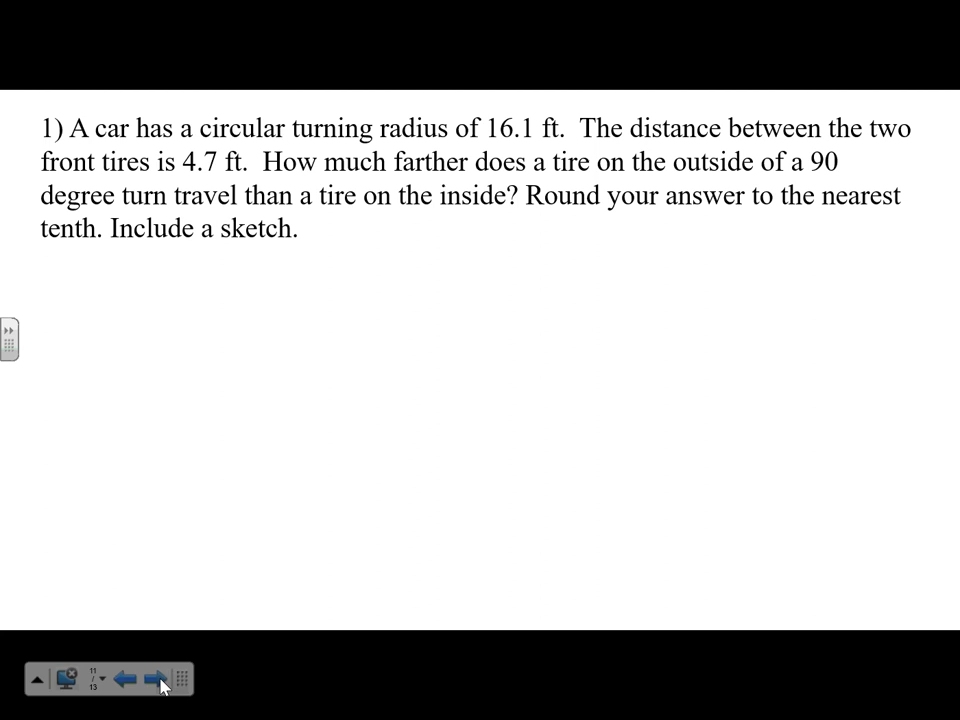 1) A car has a circular turning radius of 16.1 ft.  The distance between the two
front tires is 4.7 ft.  How much farther does a tire on the outside of a 90
degree turn travel than a tire on the inside? Round your answer to the nearest
tenth. Include a sketch.
11
/
13